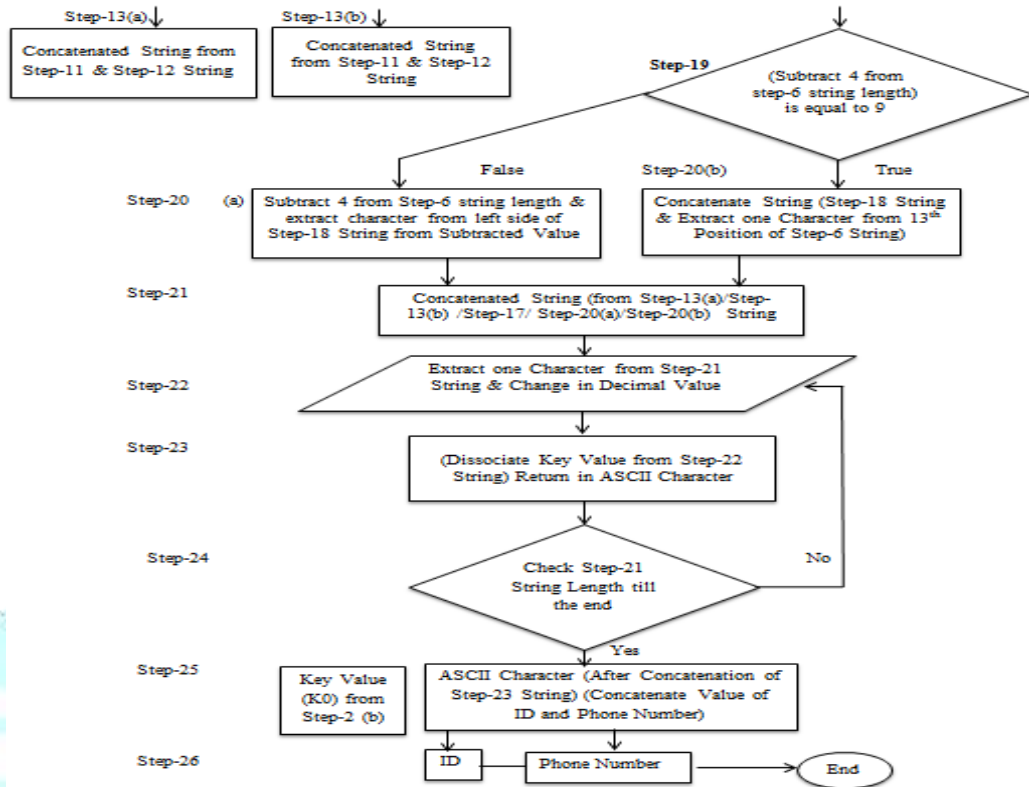 Step-13(a)
Concatenated String from
Step-11 & Step-12 String
Step-13(b)
Concatenated String
from Step-11 & Step-12
String
Step-19
(Subtract 4 from
step-6 string length)
is equal to 9
False
Step-20(b)
True
Step-20 (a)
Subtract 4 from Step-6 string length &
extract character from left side of
Step-18 String from Subtracted Value
Concatenate String (Step-18 String
& Extract one Character from 13th
Position of Step-6 String)
Step-21
Concatenated String (from Step-13(a)/Step-
13(b) /Step-17/ Step-20(a)/Step-20(b) String
Step-22
Extract one Character from Step-21
String & Change in Decimal Value
Step-23
(Dissociate Key Value from Step-22
String) Return in ASCII Character
Step-24
Check Step-21
String Length till
the end
No
Yes
Step-25
Key Value
(K0) from
Step-2 (b)
ASCII Character (After Concatenation of
Step-23 String) (Concatenate Value of
ID and Phone Number)
Step-26
ID
Phone Number
End